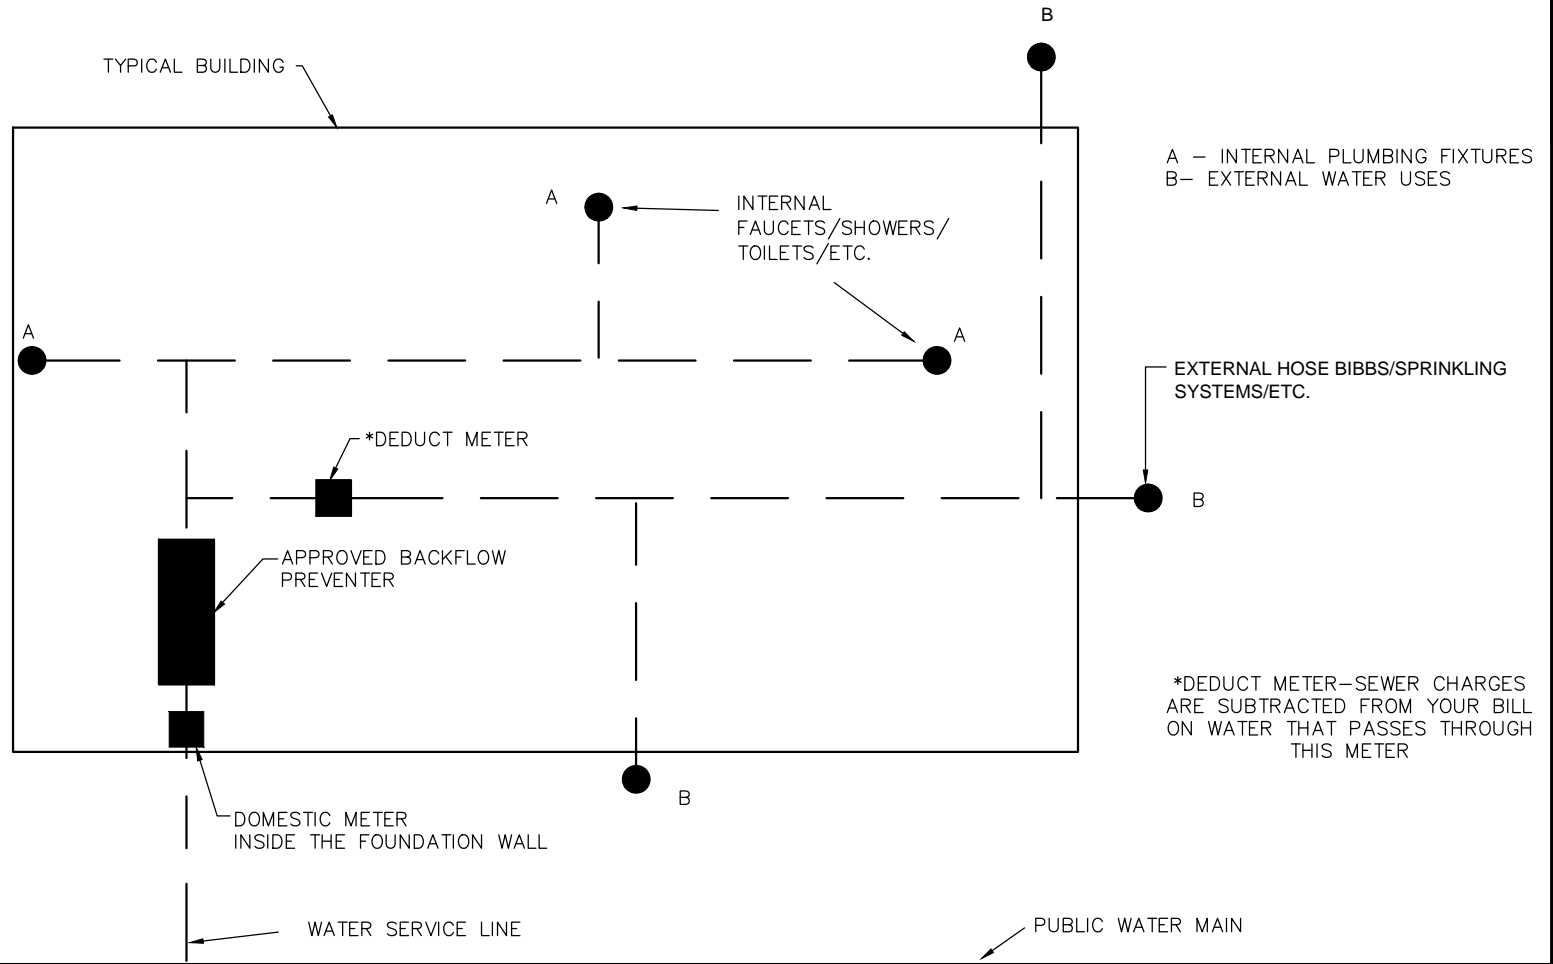 B
TYPICAL BUILDING
A – INTERNAL PLUMBING FIXTURES
B– EXTERNAL WATER USES
A
INTERNAL
FAUCETS/SHOWERS/
TOILETS/ETC.
A
A
EXTERNAL HOSE BIBBS/SPRINKLING
SYSTEMS/ETC.
*DEDUCT METER
B
APPROVED BACKFLOW
PREVENTER
*DEDUCT METER–SEWER CHARGES
ARE SUBTRACTED FROM YOUR BILL
ON WATER THAT PASSES THROUGH
THIS METER
B
DOMESTIC METER
INSIDE THE FOUNDATION WALL
WATER SERVICE LINE
PUBLIC WATER MAIN